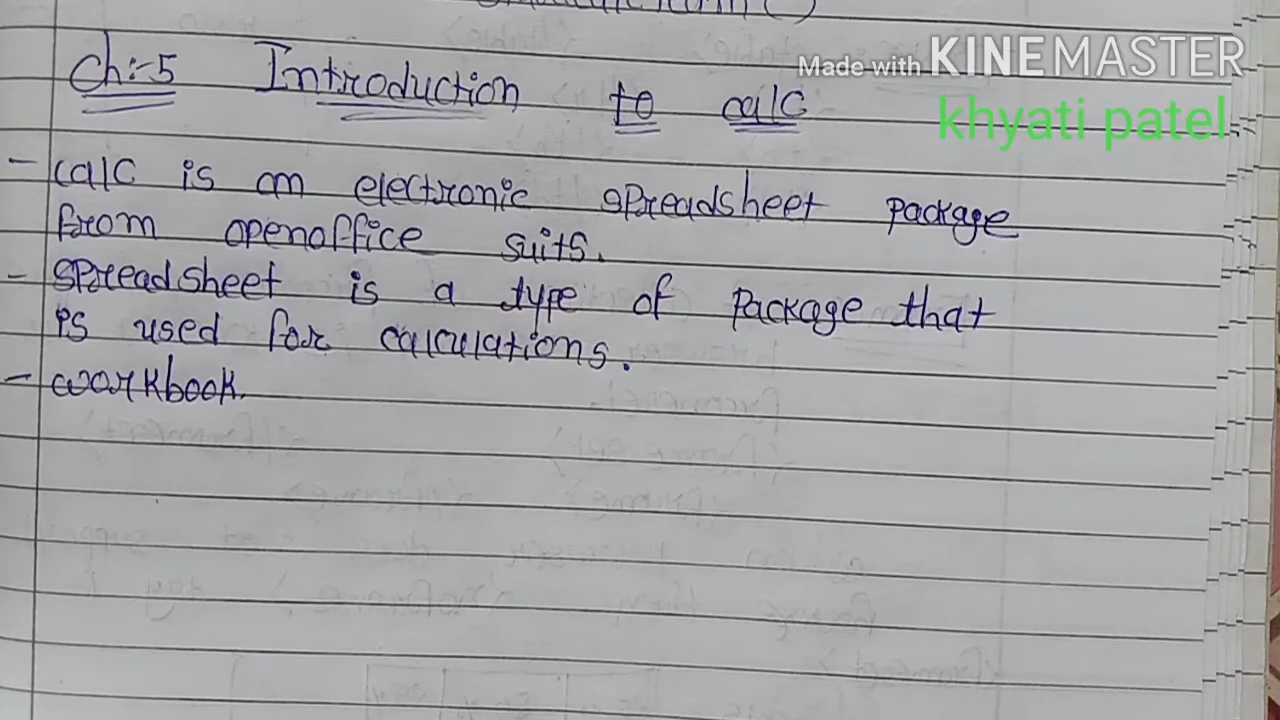 Made with KINEMASTER
khyati patel
Ch:-5 Introduction to calc
- calc is an electronic spreadsheet package
from openoffice suits.
- spreadsheet is a type of package that
is used for calculations.
- workbook.